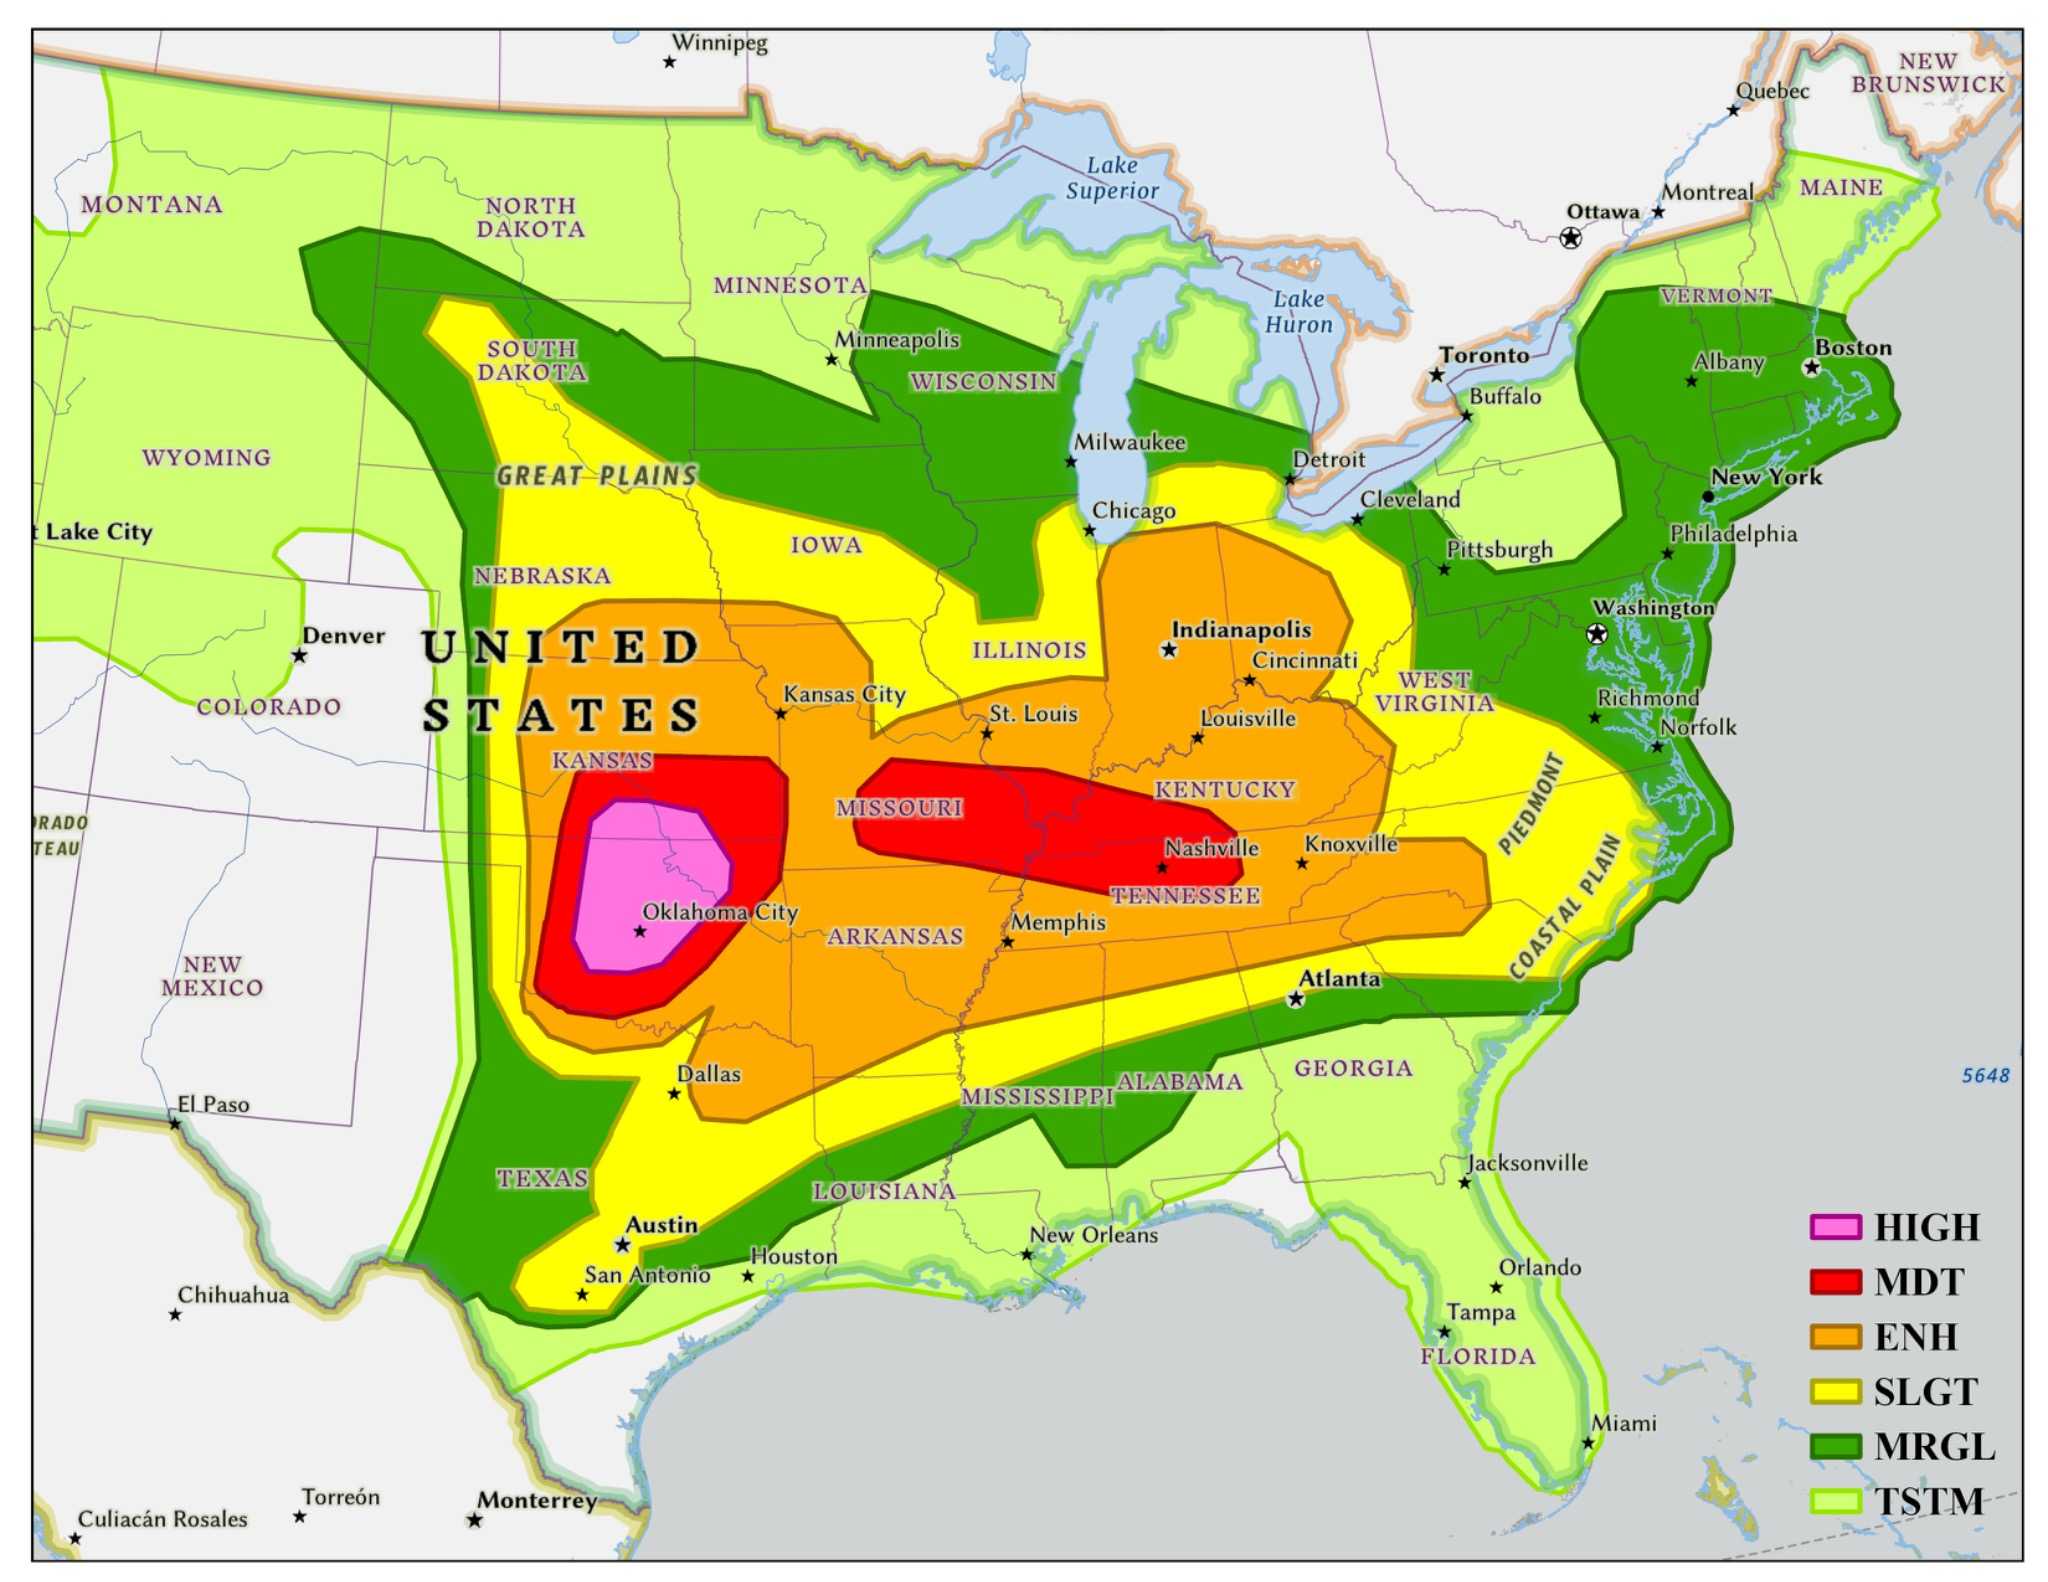 Winnipeg
NEW
BRUNSWICK
Quebec
Lake
Superior
Montreal
MAINE
MONTANA
NORTH
DAKOTA
Ottawa
MINNESOTA
Lake
Huron
VERMONT
Minneapolis
SOUTH
DAKOTA
WISCONSIN
Toronto
Albany
Boston
Buffalo
WYOMING
Milwaukee
Detroit
GREAT PLAINS
New York
Cleveland
Chicago
t Lake City
IOWA
Philadelphia
Pittsburgh
NEBRASKA
Washington
Denver
UNITED
STATES
ILLINOIS
Indianapolis
Cincinnati
WEST
VIRGINIA
COLORADO
Kansas City
St. Louis
Louisville
Richmond
Norfolk
KANSAS
KENTUCKY
PIEDMONT
MISSOURI
ORADO
TEAU
Nashville
Knoxville
TENNESSEE
COASTAL PLAIN
Oklahoma City
Memphis
ARKANSAS
NEW
MEXICO
Atlanta
Dallas
GEORGIA
5648
ALABAMA
MISSISSIPPI
El Paso
Jacksonville
TEXAS
LOUISIANA
Austin
New Orleans
Houston
San Antonio
Orlando
Chihuahua
Tampa
FLORIDA
Miami
Torreón
Monterrey
Culiacán Rosales
HIGH
MDT
ENH
SLGT
MRGL
TSTM